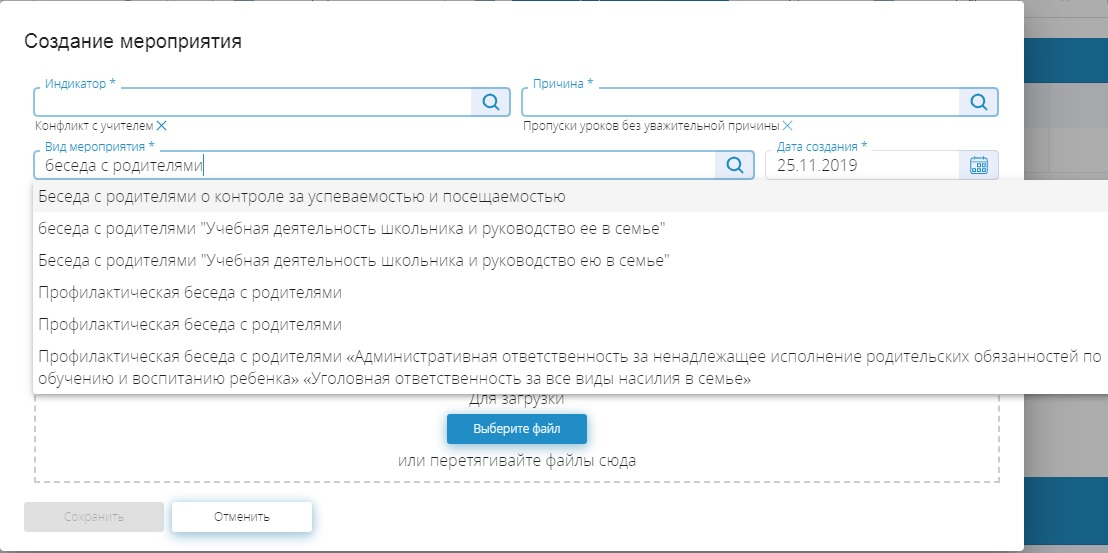 Создание мероприятия
Индикатор * Причина *
Конфликт с учителем Пропуски уроков без уважительной причины
Вид мероприятия * Дата создания *
беседа с родителями 25.11.2019
Беседа с родителями о контроле за успеваемостью и посещаемостью
беседа с родителями "Учебная деятельность школьника и руководство ее в семье"
Беседа с родителями "Учебная деятельность школьника и руководство ею в семье"
Профилактическая беседа с родителями
Профилактическая беседа с родителями
Профилактическая беседа с родителями «Административная ответственность за ненадлежащее исполнение родительских обязанностей по
обучению и воспитанию ребенка» «Уголовная ответственность за все виды насилия в семье»
Для загрузки
Выберите файл
или перетягивайте файлы сюда
Сохранить Отменить